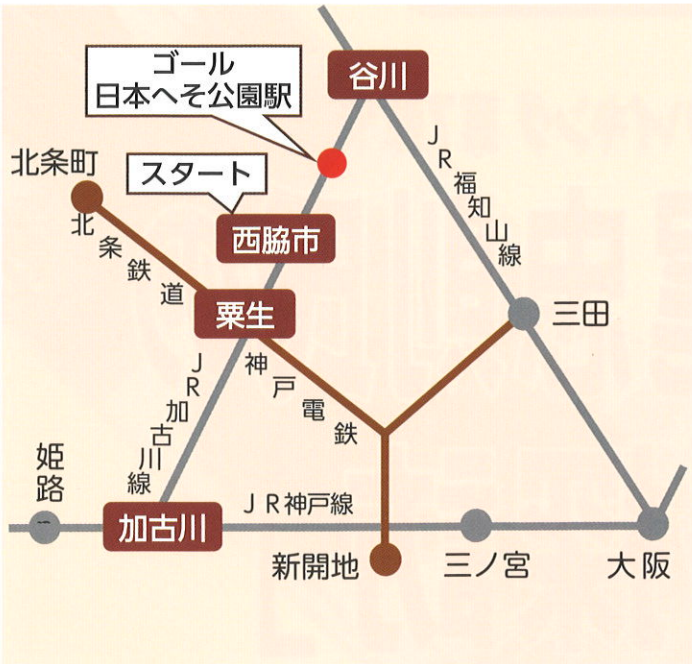 ゴール
日本へそ公園駅
谷川
北条町
スタート
JR福知山線
北条鉄道
西脇市
粟生
三田
JR加古川線
神戸電鉄
姫路
加古川
JR神戸線
新開地
三ノ宮
大阪